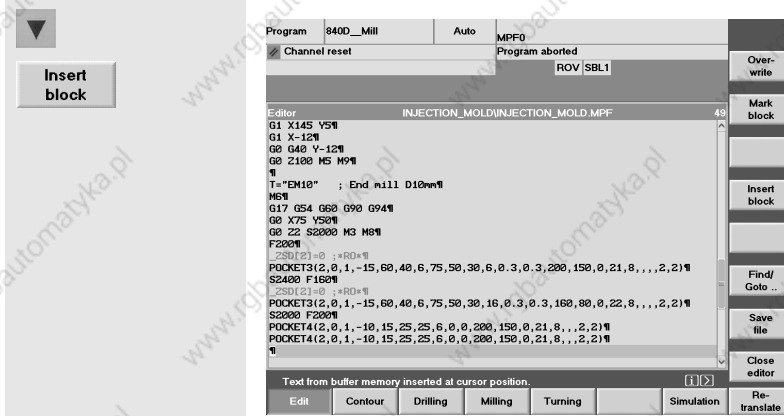 Insert
block
Program 840D__Mill Auto MPF0
Channel reset Program aborted
ROV SBL1
Editor INJECTION_MOLD\INJECTION_MOLD.MPF 49
G1 X145 Y5¶
G1 X-12¶
G0 G40 Y-12¶
G0 Z100 M5 M9¶
¶
T="EM10" ; End mill D10mm¶
M6¶
G17 G54 G60 G90 G94¶
G0 X75 Y50¶
G0 Z2 S2000 M3 M8¶
F200¶
_ZSD[2]=0 ;*RO*¶
POCKET3(2,0,1,-15,60,40,6,75,50,30,6,0.3,0.3,200,150,0,21,8,,,,2,2)¶
S2400 F160¶
_ZSD[2]=0 ;*RO*¶
POCKET3(2,0,1,-15,60,40,6,75,50,30,16,0.3,0.3,160,80,0,22,8,,,,2,2)¶
S2000 F200¶
POCKET4(2,0,1,-10,15,25,25,6,0,0,200,150,0,21,8,,,2,2)¶
POCKET4(2,0,1,-10,15,25,25,6,0,0,200,150,0,21,8,,,2,2)¶
¶
Text from buffer memory inserted at cursor position. i >
Edit Contour Drilling Milling Turning Simulation
Over-
write
Mark
block
Insert
block
Find/
Goto ..
Save
file
Close
editor
Re-
translate
www.rgbautomatyka.pl